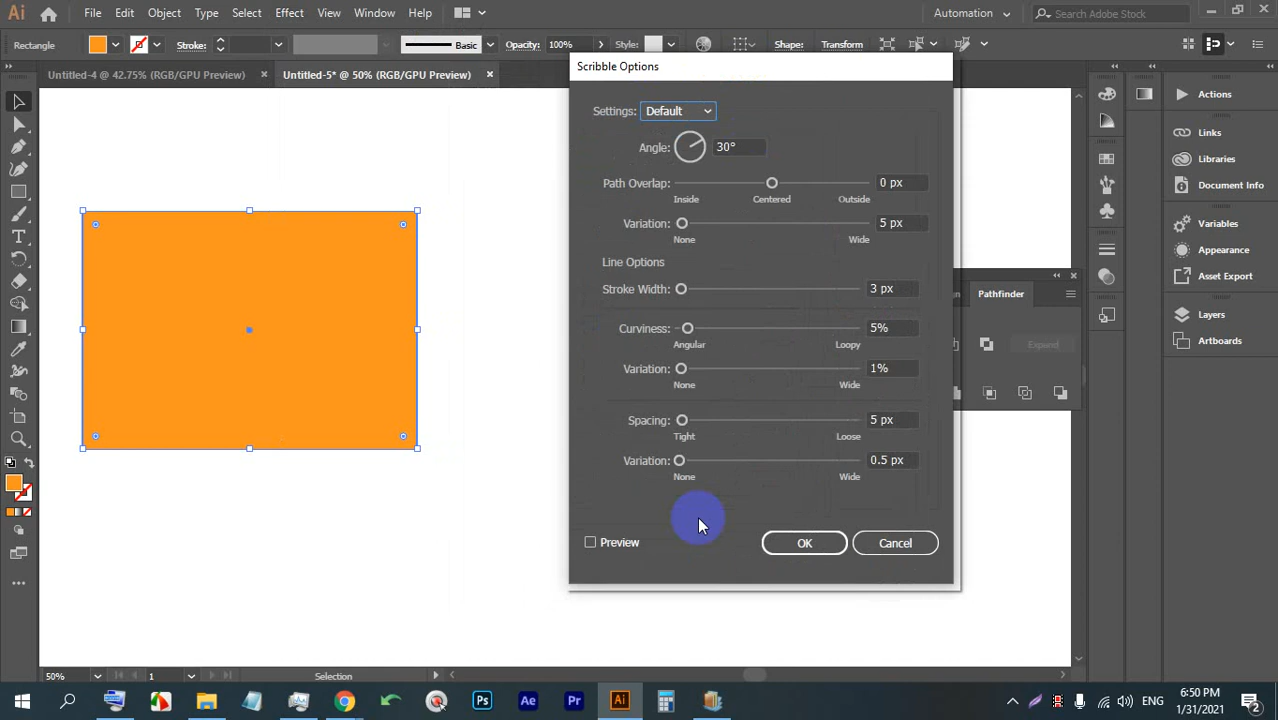 Ai File Edit Object Type Select Effect View Window Help Automation Search Adobe Stock
Rectangle Stroke: Basic Opacity: 100% Style: Shape: Transform
Untitled-4 @ 42.75% (RGB/GPU Preview) × Untitled-5* @ 50% (RGB/GPU Preview) ×
Scribble Options
Settings: Default
Angle: 30°
Path Overlap: 0 px
Inside Centered Outside
Variation: 5 px
None Wide
Line Options
Stroke Width: 3 px
Curviness: 5%
Angular Loopy
Variation: 1%
None Wide
Spacing: 5 px
Tight Loose
Variation: 0.5 px
None Wide
Preview OK Cancel
Pathfinder
Expand
Actions
Links
Libraries
Document Info
Variables
Appearance
Asset Export
Layers
Artboards
50% 1 Selection
Ps Ae Pr Ai
ENG
6:50 PM
1/31/2021
2